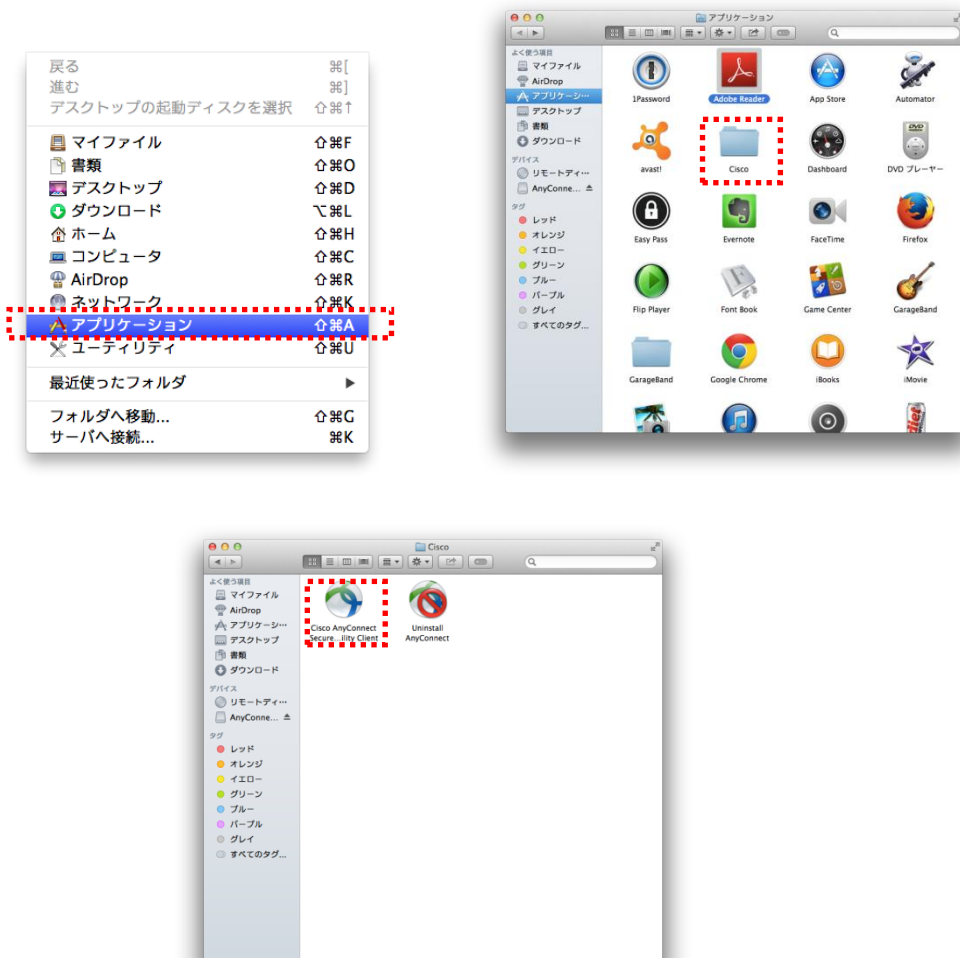 戻る ⌘[
進む ⌘]
デスクトップの起動ディスクを選択 ⇧⌘↑
マイファイル ⇧⌘F
書類 ⇧⌘O
デスクトップ ⇧⌘D
ダウンロード ⌥⌘L
ホーム ⇧⌘H
コンピュータ ⇧⌘C
AirDrop ⇧⌘R
ネットワーク ⇧⌘K
アプリケーション ⇧⌘A
ユーティリティ ⇧⌘U
最近使ったフォルダ ▶
フォルダへ移動... ⇧⌘G
サーバへ接続... ⌘K
アプリケーション
よく使う項目
マイファイル
AirDrop
アプリケーシ…
デスクトップ
書類
ダウンロード
デバイス
リモートディ…
AnyConne...
タグ
レッド
オレンジ
イエロー
グリーン
ブルー
パープル
グレイ
すべてのタグ...
1Password
Adobe Reader
App Store
Automator
avast!
Cisco
Dashboard
DVD プレーヤー
Easy Pass
Evernote
FaceTime
Firefox
Flip Player
Font Book
Game Center
GarageBand
GarageBand
Google Chrome
iBooks
iMovie
Cisco
よく使う項目
マイファイル
AirDrop
アプリケーシ…
デスクトップ
書類
ダウンロード
デバイス
リモートディ…
AnyConne...
タグ
レッド
オレンジ
イエロー
グリーン
ブルー
パープル
グレイ
すべてのタグ...
Cisco AnyConnect
Secure...ility Client
Uninstall
AnyConnect